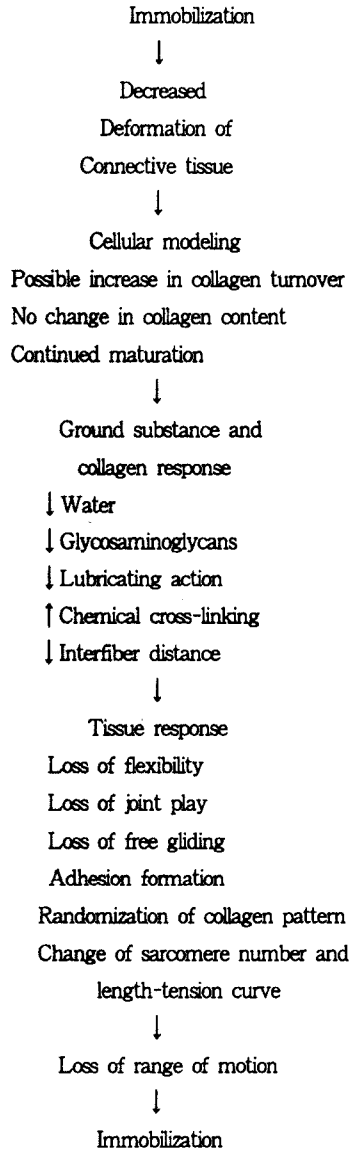 Immobilization
↓
Decreased
Deformation of
Connective tissue
↓
Cellular modeling
Possible increase in collagen turnover
No change in collagen content
Continued maturation
↓
Ground substance and
collagen response
↓ Water
↓ Glycosaminoglycans
↓ Lubricating action
↑ Chemical cross-linking
↓ Interfiber distance
↓
Tissue response
Loss of flexibility
Loss of joint play
Loss of free gliding
Adhesion formation
Randomization of collagen pattern
Change of sarcomere number and
length-tension curve
↓
Loss of range of motion
↓
Immobilization